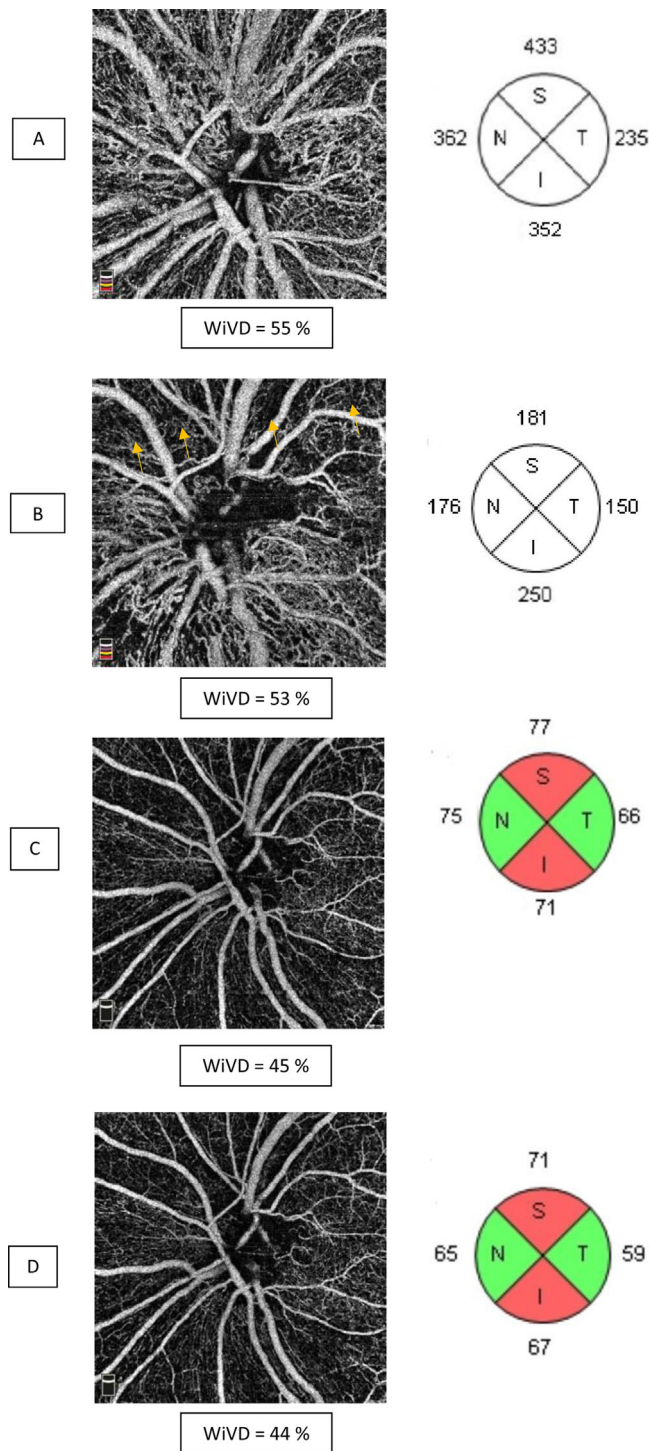 433
A
S
362 N T 235
I
352
WiVD = 55 %
181
S
B
176 N T 150
I
250
WiVD = 53 %
77
S
C
75 N T 66
I
71
WiVD = 45 %
71
S
D
65 N T 59
I
67
WiVD = 44 %